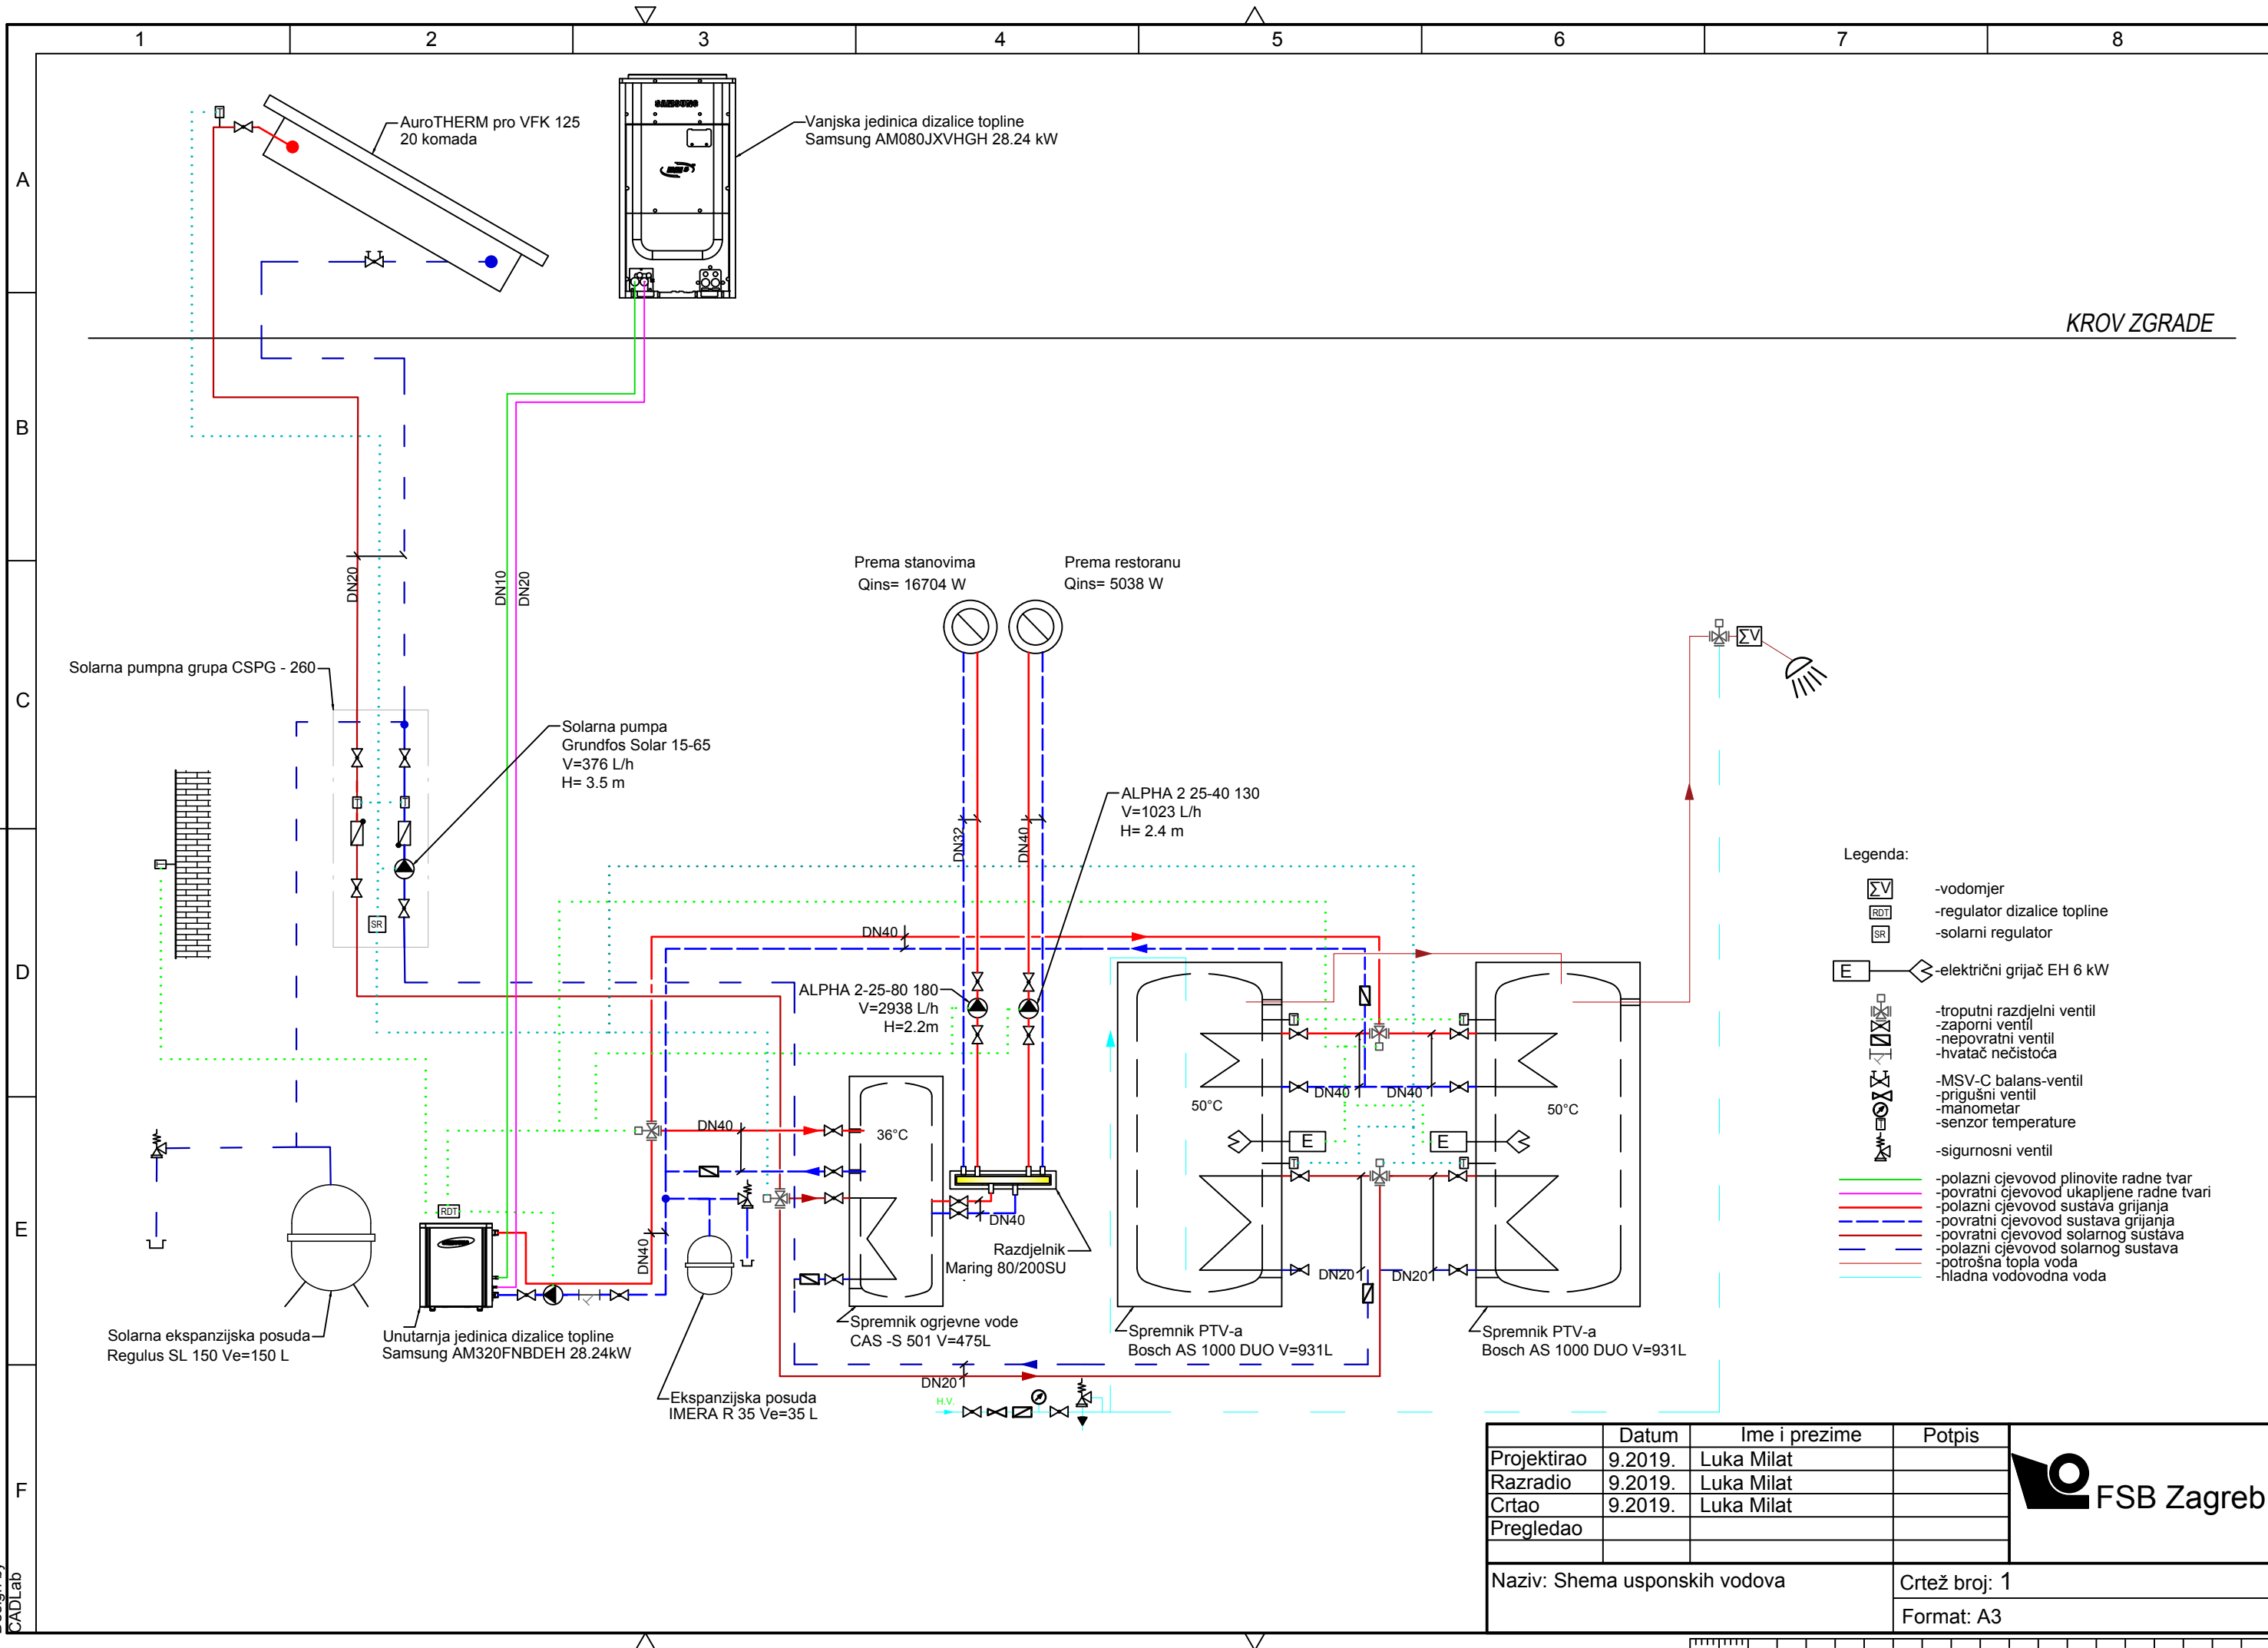 1 2 3 4 5 6 7 8
A
B
C
D
E
F
AuroTHERM pro VFK 125
20 komada
SAMSUNG
Vanjska jedinica dizalice topline
Samsung AM080JXVHGH 28.24 kW
KROV ZGRADE
DN20
DN10
DN20
Prema stanovima
Qins= 16704 W
Prema restoranu
Qins= 5038 W
ΣV
Solarna pumpna grupa CSPG - 260
Solarna pumpa
Grundfos Solar 15-65
V=376 L/h
H= 3.5 m
T T
SR
ALPHA 2 25-40 130
V=1023 L/h
H= 2.4 m
DN32
DN40
DN40
ALPHA 2-25-80 180
V=2938 L/h
H=2.2m
DN40
DN40
DN40
DN40
36°C
50°C
50°C
E
E
DN40
DN20
DN20
DN20
RDT
Razdjelnik
Maring 80/200SU
Solarna ekspanzijska posuda
Regulus SL 150 Ve=150 L
Unutarnja jedinica dizalice topline
Samsung AM320FNBDEH 28.24kW
Spremnik ogrjevne vode
CAS -S 501 V=475L
Ekspanzijska posuda
IMERA R 35 Ve=35 L
Spremnik PTV-a
Bosch AS 1000 DUO V=931L
Spremnik PTV-a
Bosch AS 1000 DUO V=931L
H.V.
Legenda:
ΣV -vodomjer
RDT -regulator dizalice topline
SR -solarni regulator
E -električni grijač EH 6 kW
-troputni razdjelni ventil
-zaporni ventil
-nepovratni ventil
-hvatač nečistoća
-MSV-C balans-ventil
-prigušni ventil
-manometar
T -senzor temperature
-sigurnosni ventil
-polazni cjevovod plinovite radne tvar
-povratni cjevovod ukapljene radne tvari
-polazni cjevovod sustava grijanja
-povratni cjevovod sustava grijanja
-povratni cjevovod solarnog sustava
-polazni cjevovod solarnog sustava
-potrošna topla voda
-hladna vodovodna voda
Datum Ime i prezime Potpis
Projektirao 9.2019. Luka Milat
Razradio 9.2019. Luka Milat
Crtao 9.2019. Luka Milat
Pregledao
FSB Zagreb
Naziv: Shema usponskih vodova
Crtež broj: 1
Format: A3
CADLab